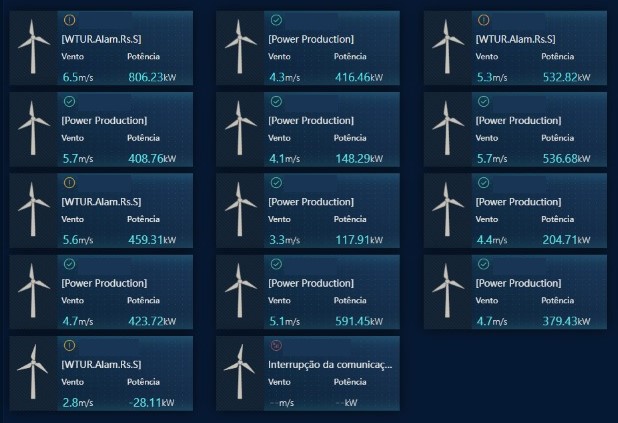 [WTUR.Alam.Rs.S]
Vento Potência
6.5m/s 806.23kW
[Power Production]
Vento Potência
4.3m/s 416.46kW
[WTUR.Alam.Rs.S]
Vento Potência
5.3m/s 532.82kW
[Power Production]
Vento Potência
5.7m/s 408.76kW
[Power Production]
Vento Potência
4.1m/s 148.29kW
[Power Production]
Vento Potência
5.7m/s 536.68kW
[WTUR.Alam.Rs.S]
Vento Potência
5.6m/s 459.31kW
[Power Production]
Vento Potência
3.3m/s 117.91kW
[Power Production]
Vento Potência
4.4m/s 204.71kW
[Power Production]
Vento Potência
4.7m/s 423.72kW
[Power Production]
Vento Potência
5.1m/s 591.45kW
[Power Production]
Vento Potência
4.7m/s 379.43kW
[WTUR.Alam.Rs.S]
Vento Potência
2.8m/s -28.11kW
Interrupção da comunicaç...
Vento Potência
--m/s --kW